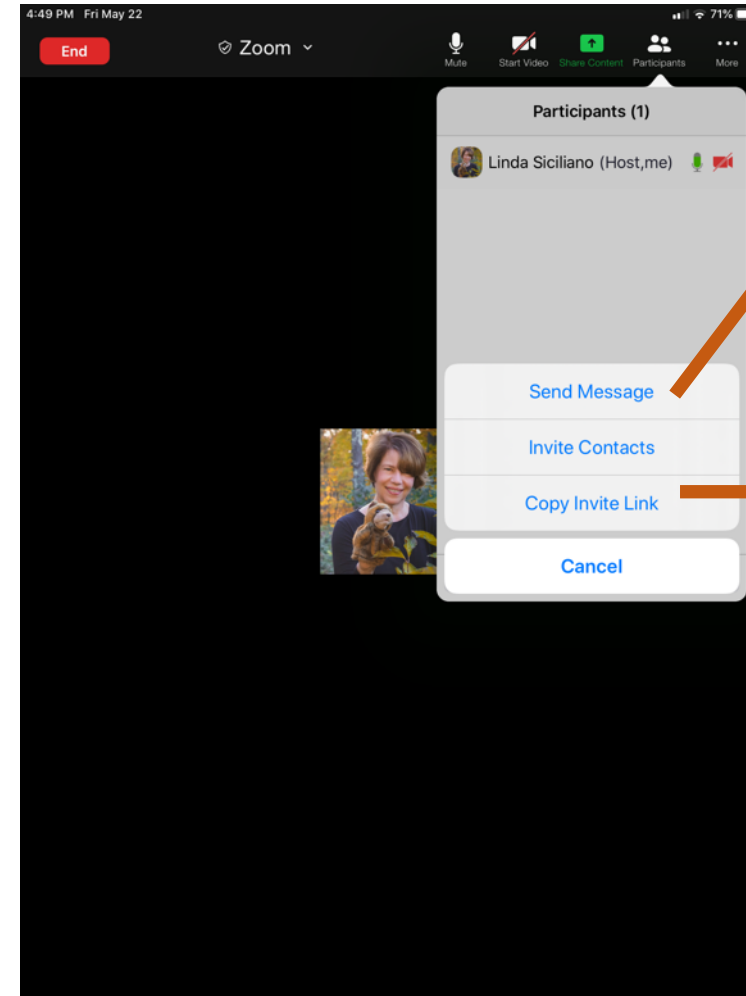 4:49 PM Fri May 22
71%
End
Zoom
Mute
Start Video
Share Content
Participants
More
Participants (1)
Linda Siciliano (Host,me)
Send Message
Invite Contacts
Copy Invite Link
Cancel